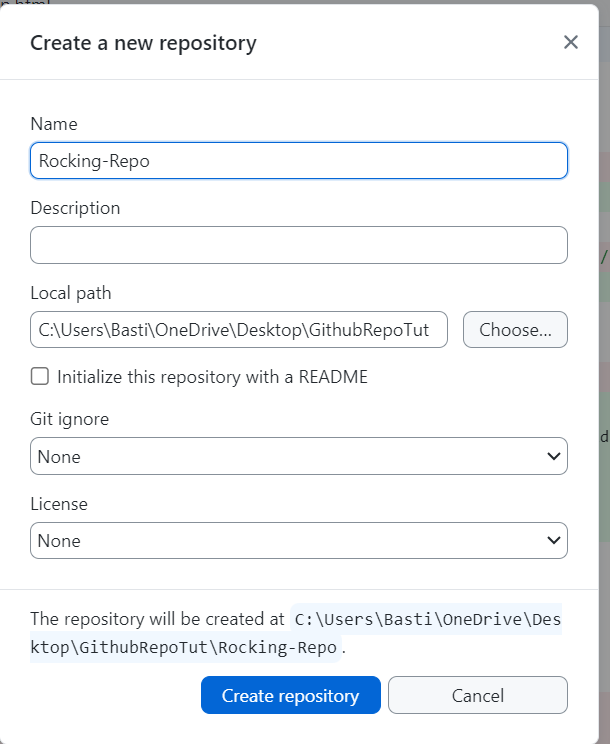 Create a new repository
Name
Rocking-Repo
Description
Local path
C:\Users\Basti\OneDrive\Desktop\GithubRepoTut
Choose...
Initialize this repository with a README
Git ignore
None
License
None
The repository will be created at C:\Users\Basti\OneDrive\Des
ktop\GithubRepoTut\Rocking-Repo.
Create repository
Cancel